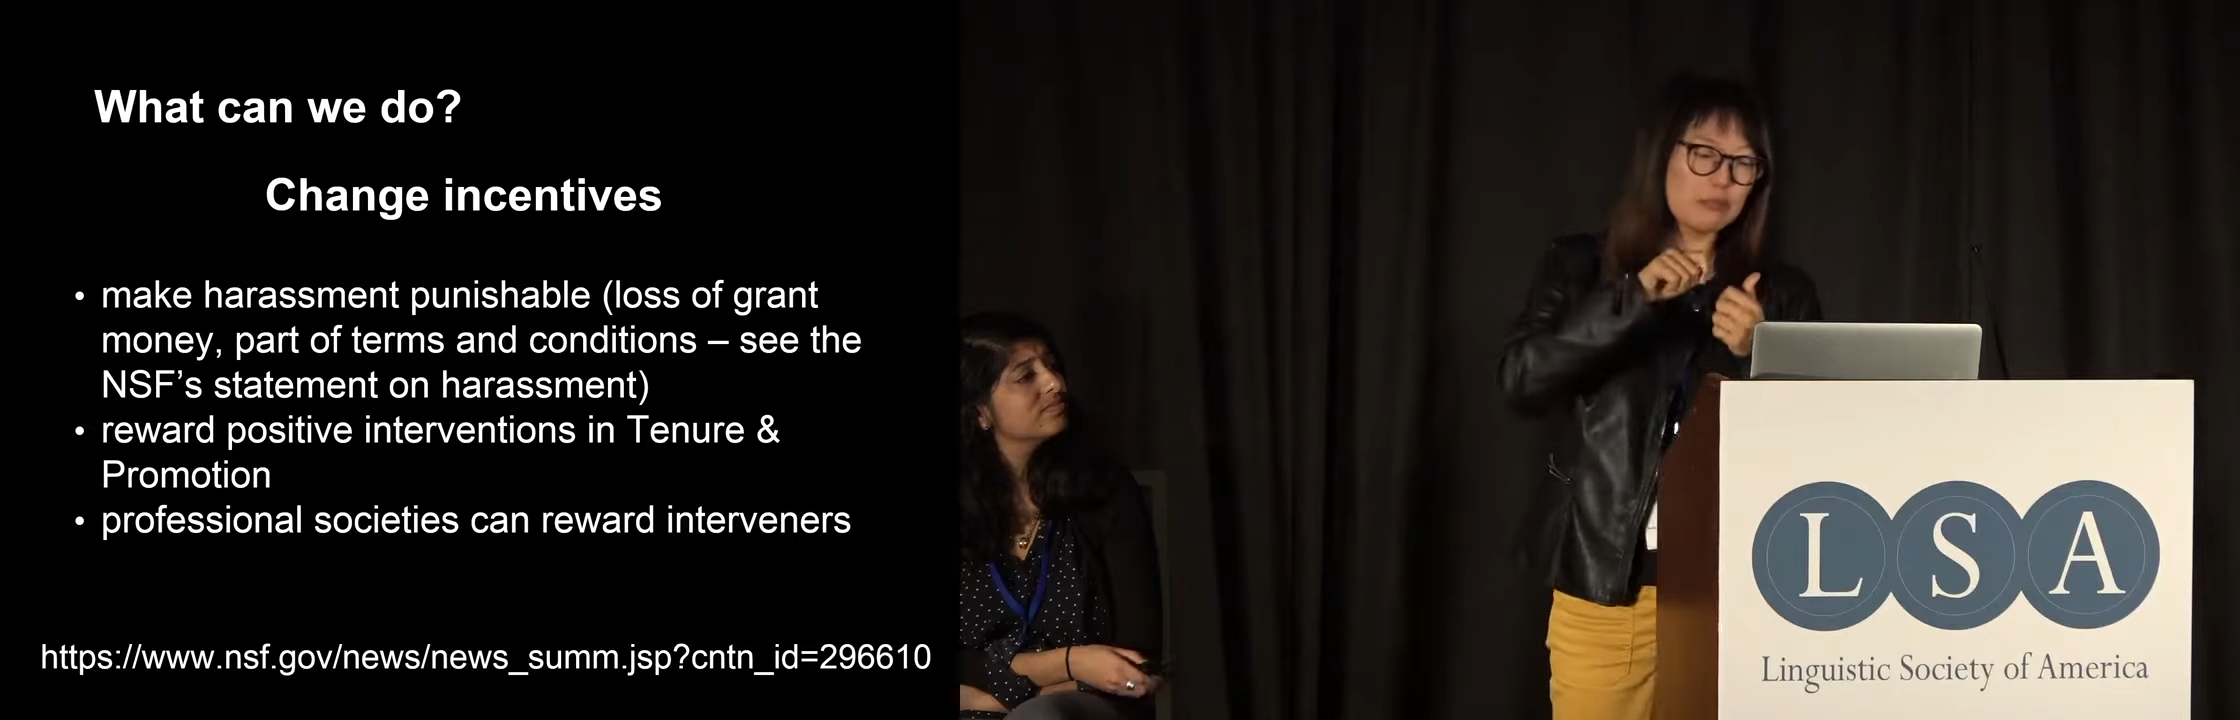 What can we do?
Change incentives
• make harassment punishable (loss of grant
money, part of terms and conditions – see the
NSF’s statement on harassment)
• reward positive interventions in Tenure &
Promotion
• professional societies can reward interveners
https://www.nsf.gov/news/news_summ.jsp?cntn_id=296610
L S A
Linguistic Society of America